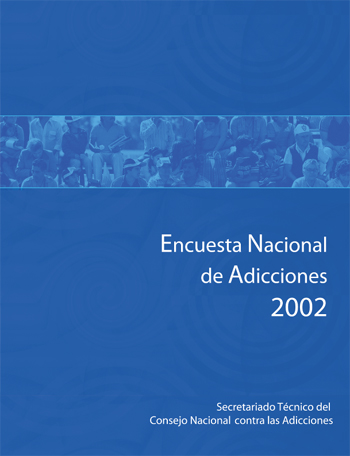 Encuesta Nacional
de Adicciones
2002
Secretariado Técnico del
Consejo Nacional contra las Adicciones